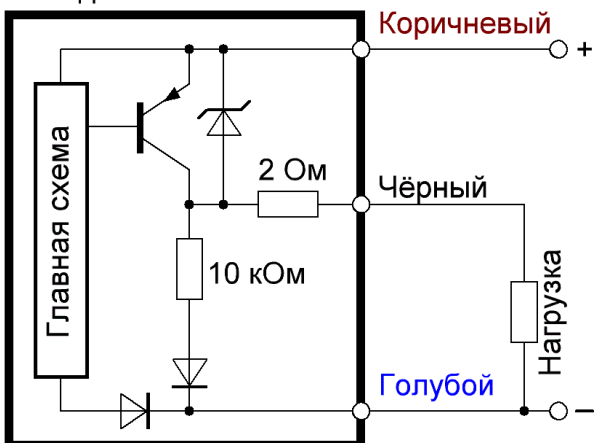 Коричневый
+
2 Ом
Чёрный
Главная схема
10 кОм
Нагрузка
Голубой
–